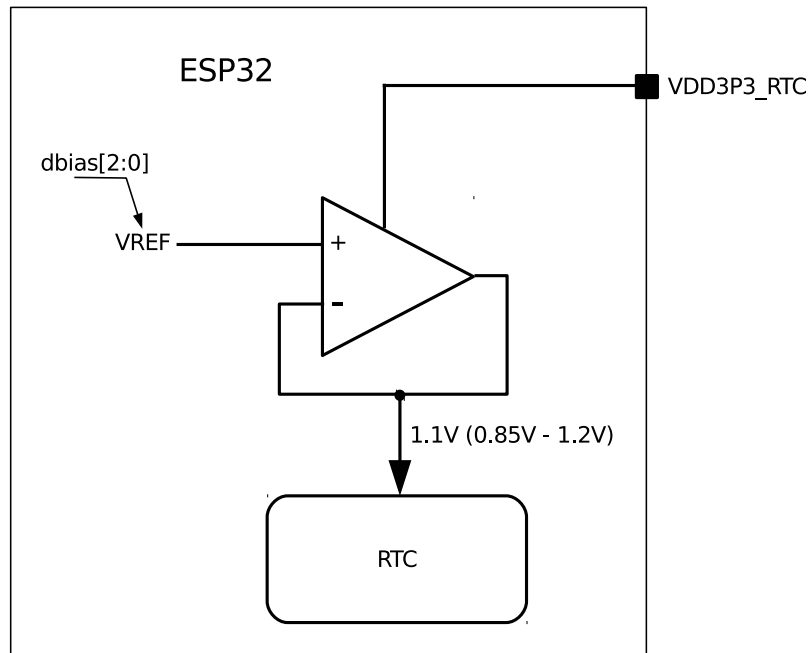 ESP32
VDD3P3_RTC
dbias[2:0]
VREF
+
-
1.1V (0.85V - 1.2V)
RTC